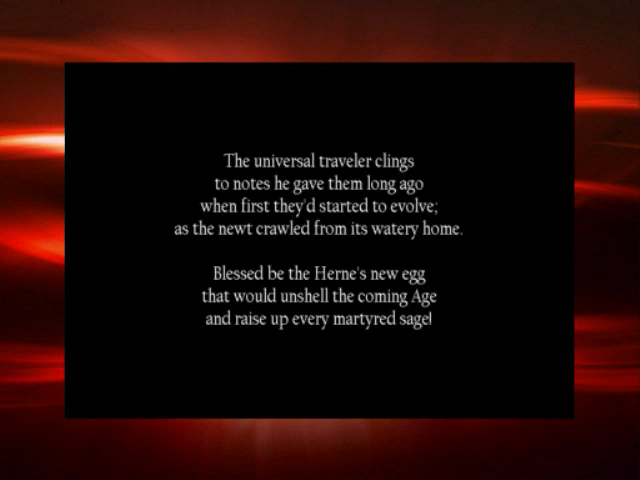 The universal traveler clings
to notes he gave them long ago
when first they'd started to evolve;
as the newt crawled from its watery home.
Blessed be the Herne's new egg
that would unshell the coming Age
and raise up every martyred sage!